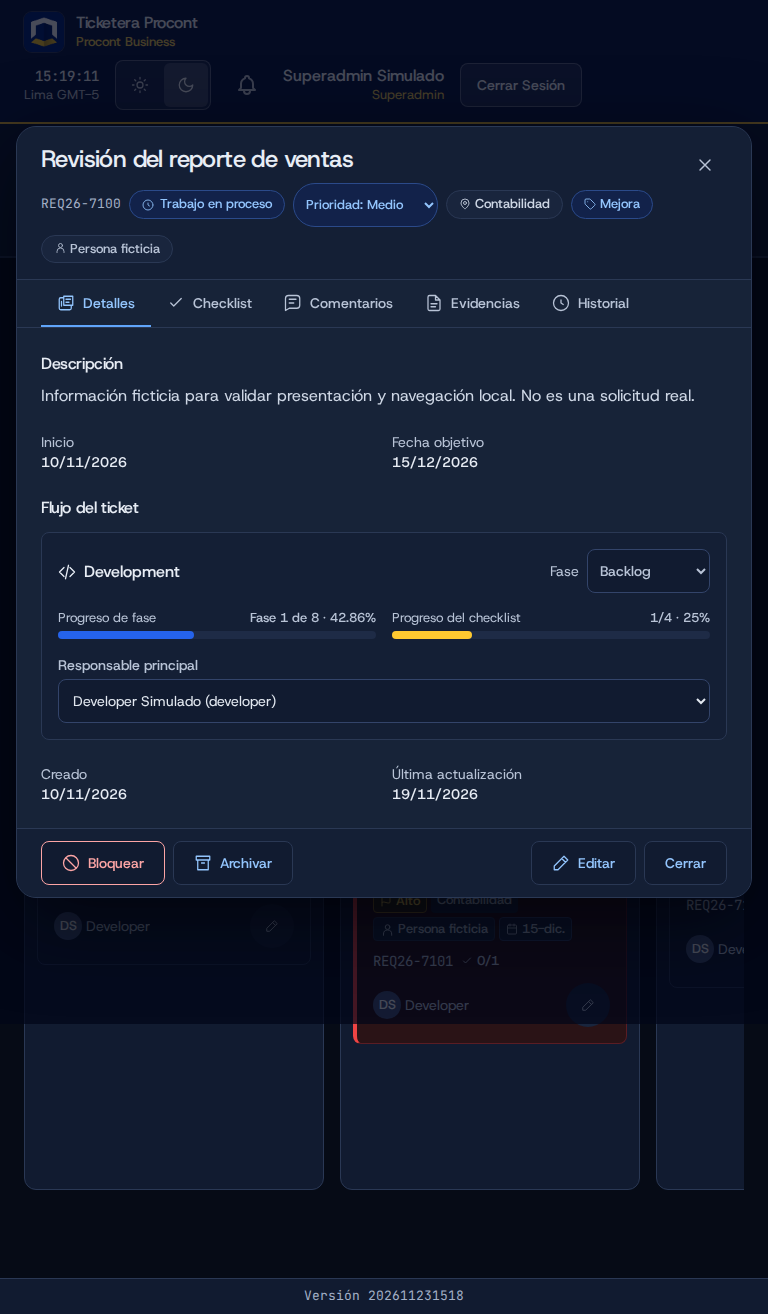 Ticketera Procont
Procont Business
15:19:11
Lima GMT-5
Superadmin Simulado
Superadmin
Cerrar Sesión
Revisión del reporte de ventas
REQ26-7100
Trabajo en proceso
Prioridad: Medio
Contabilidad
Mejora
Persona ficticia
Detalles
Checklist
Comentarios
Evidencias
Historial
Descripción
Información ficticia para validar presentación y navegación local. No es una solicitud real.
Inicio
Fecha objetivo
10/11/2026
15/12/2026
Flujo del ticket
Development
Fase
Backlog
Progreso de fase
Fase 1 de 8 · 42.86%
Progreso del checklist
1/4 · 25%
Responsable principal
Developer Simulado (developer)
Creado
Última actualización
10/11/2026
19/11/2026
Bloquear
Archivar
Editar
Cerrar
Alto
Contabilidad
DS
Developer
Persona ficticia
15-dic.
REQ26-7101
0/1
DS
Developer
DS
Versión 202611231518